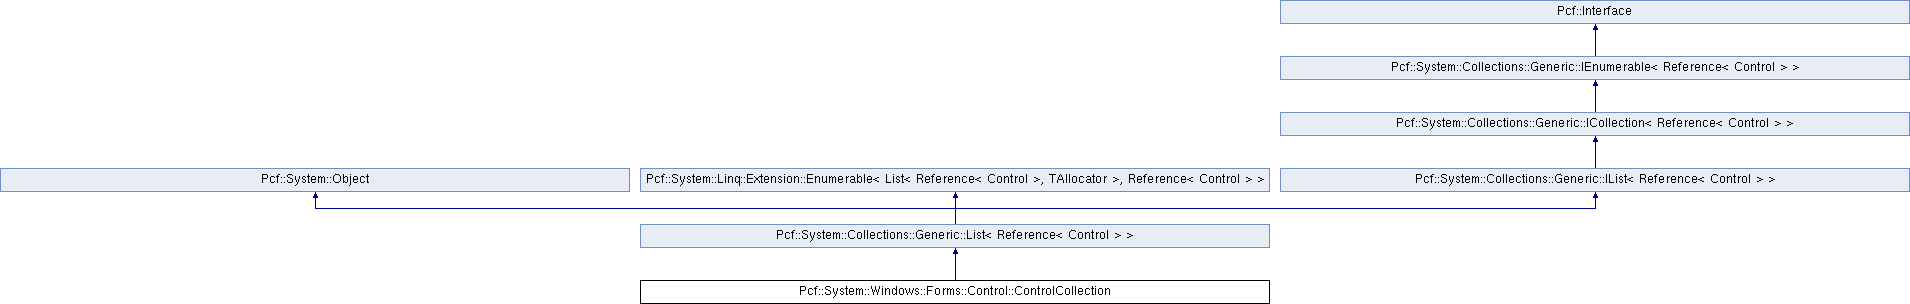 Pcf::Interface
Pcf::System::Collections::Generic::IEnumerable< Reference< Control > >
Pcf::System::Collections::Generic::ICollection< Reference< Control > >
Pcf::System::Object
Pcf::System::Linq::Extension::Enumerable< List< Reference< Control >, TAllocator >, Reference< Control > >
Pcf::System::Collections::Generic::IList< Reference< Control > >
Pcf::System::Collections::Generic::List< Reference< Control > >
Pcf::System::Windows::Forms::Control::ControlCollection